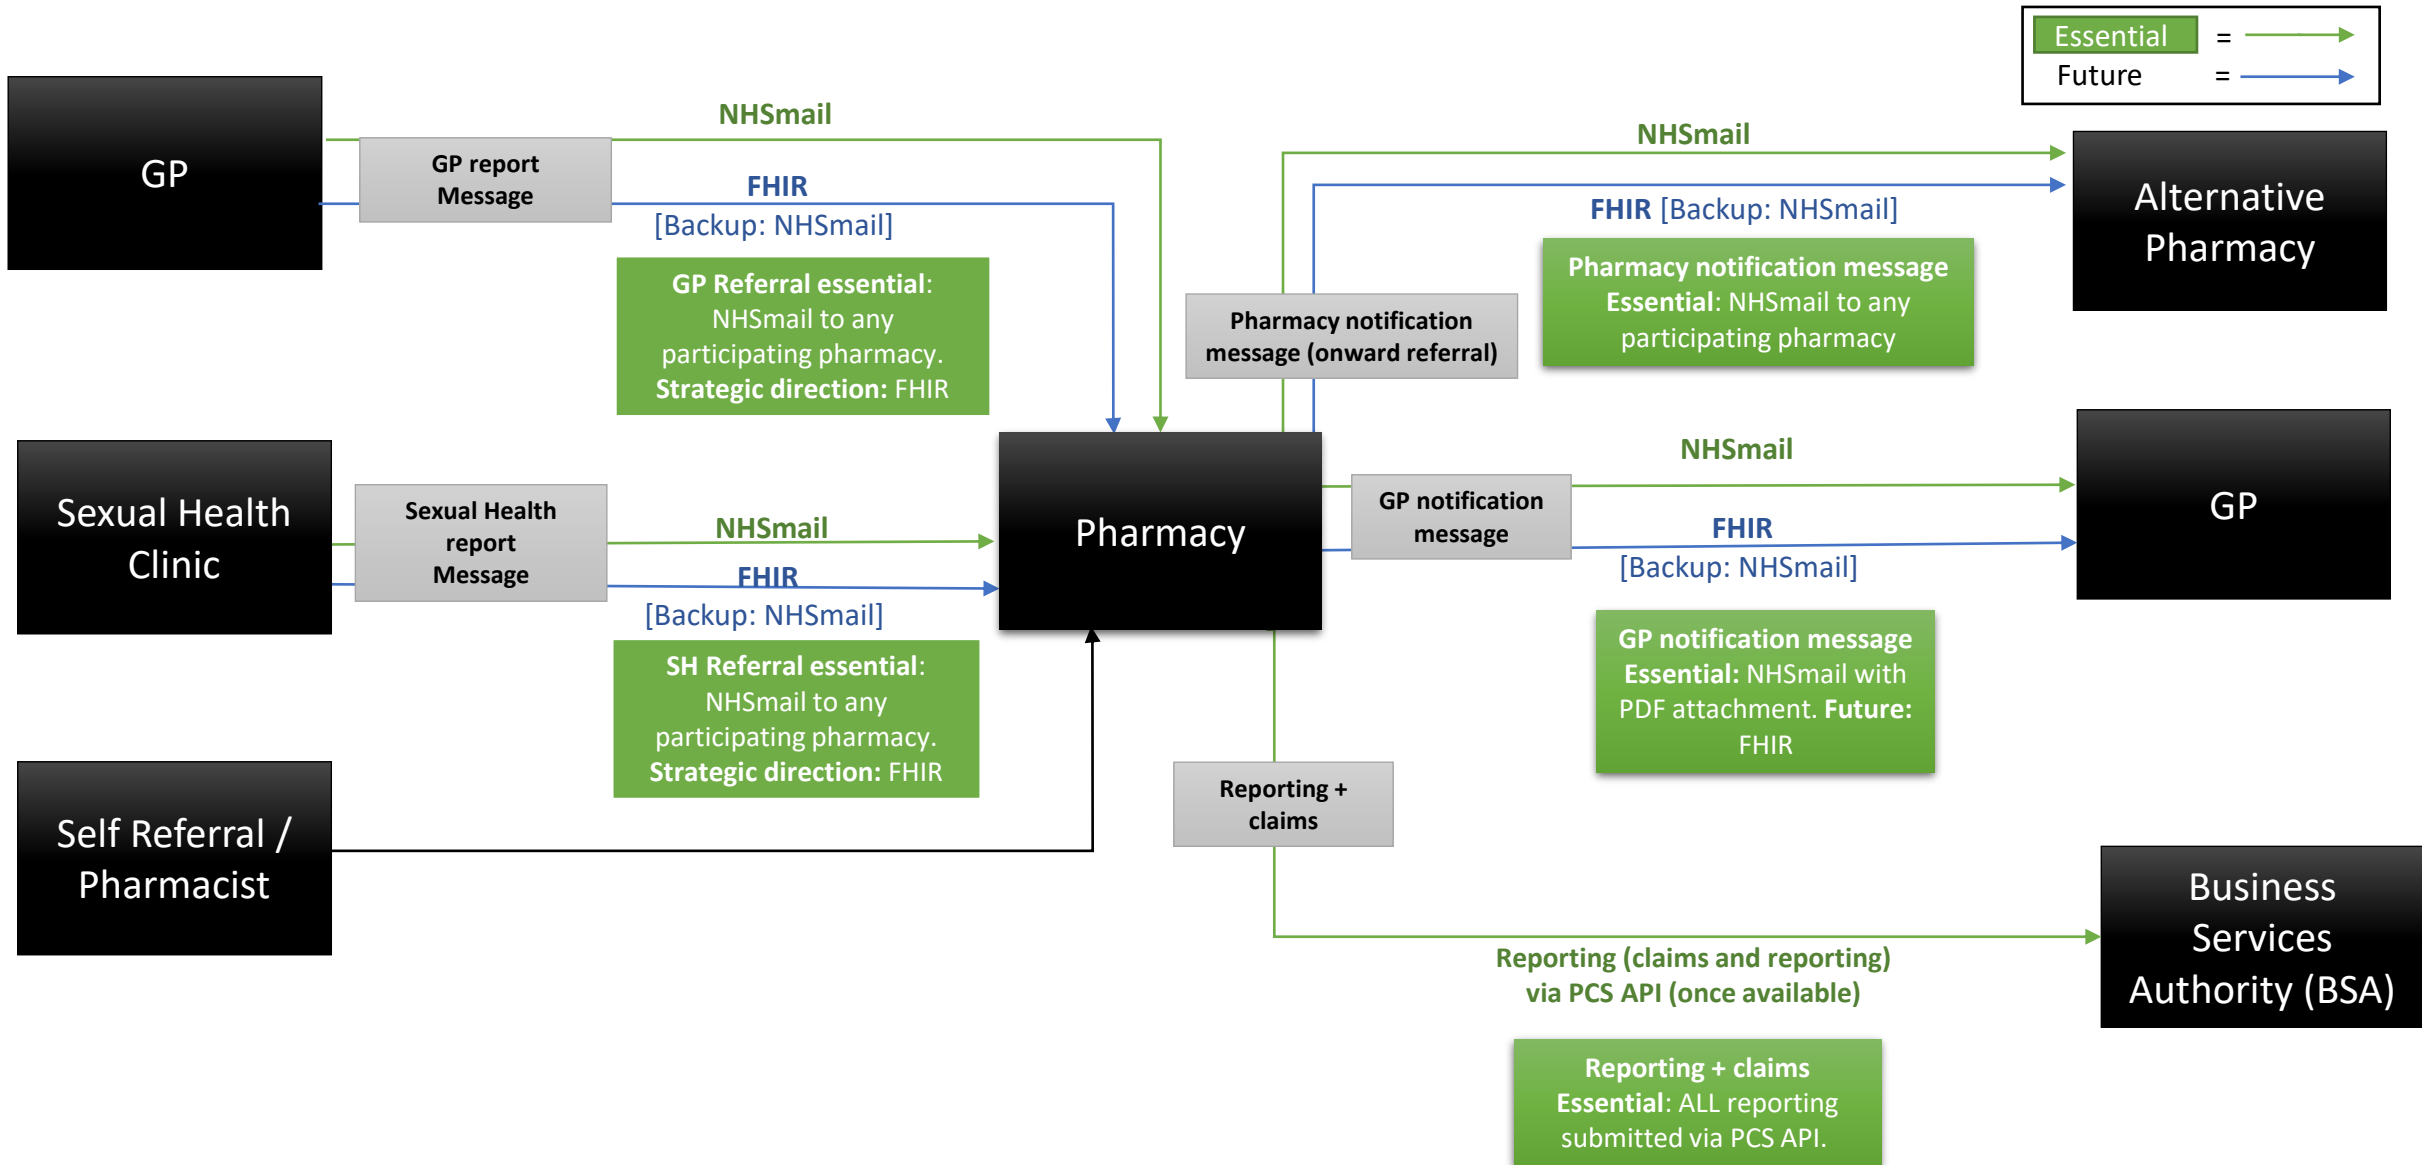 Essential =
Future =
GP
NHSmail
GP report
Message
FHIR
[Backup: NHSmail]
GP Referral essential:
NHSmail to any
participating pharmacy.
Strategic direction: FHIR
NHSmail
FHIR [Backup: NHSmail]
Alternative
Pharmacy
Pharmacy notification message
Essential: NHSmail to any
participating pharmacy
Pharmacy notification
message (onward referral)
Sexual Health
Clinic
Sexual Health
report
Message
NHSmail
FHIR
[Backup: NHSmail]
SH Referral essential:
NHSmail to any
participating pharmacy.
Strategic direction: FHIR
Pharmacy
GP notification
message
NHSmail
FHIR
[Backup: NHSmail]
GP
GP notification message
Essential: NHSmail with
PDF attachment. Future:
FHIR
Self Referral /
Pharmacist
Reporting +
claims
Reporting (claims and reporting)
via PCS API (once available)
Business
Services
Authority (BSA)
Reporting + claims
Essential: ALL reporting
submitted via PCS API.